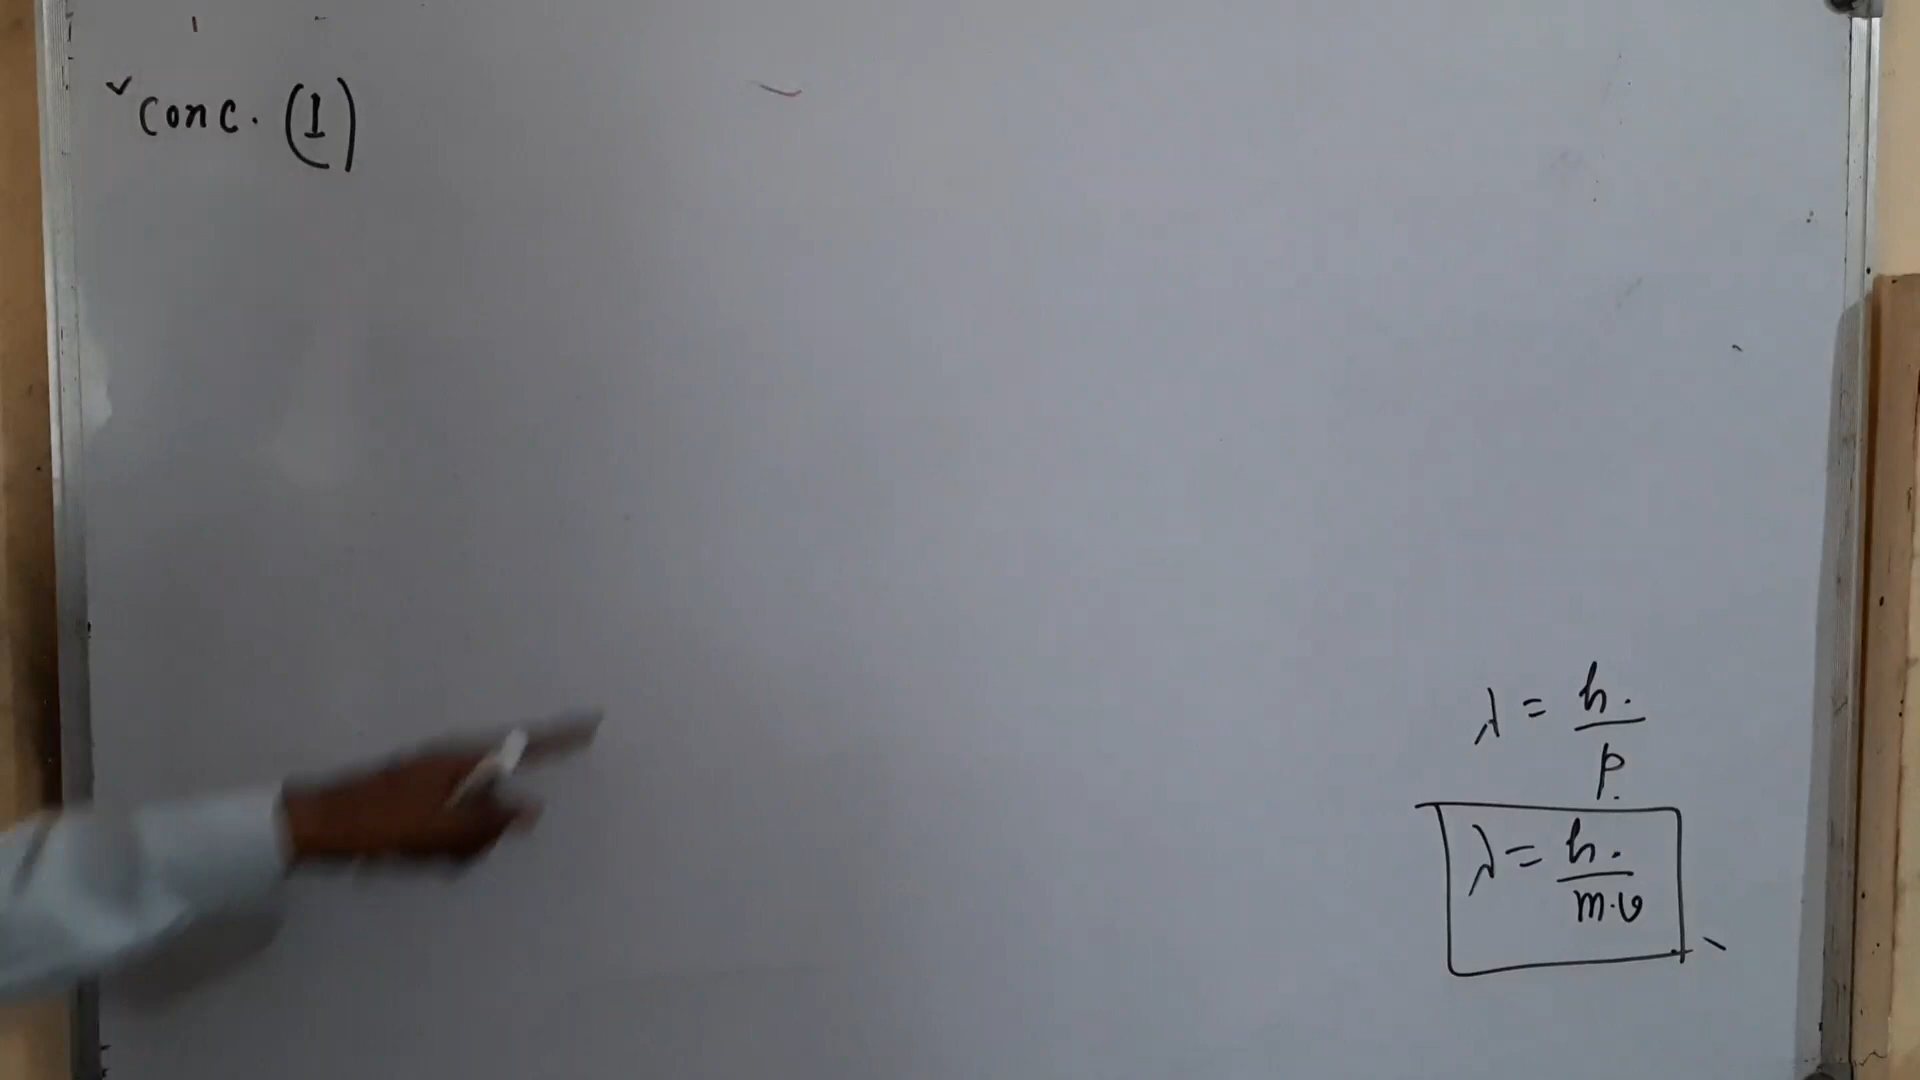 conc. (1)
λ = h. / p.
λ = h. / m.v